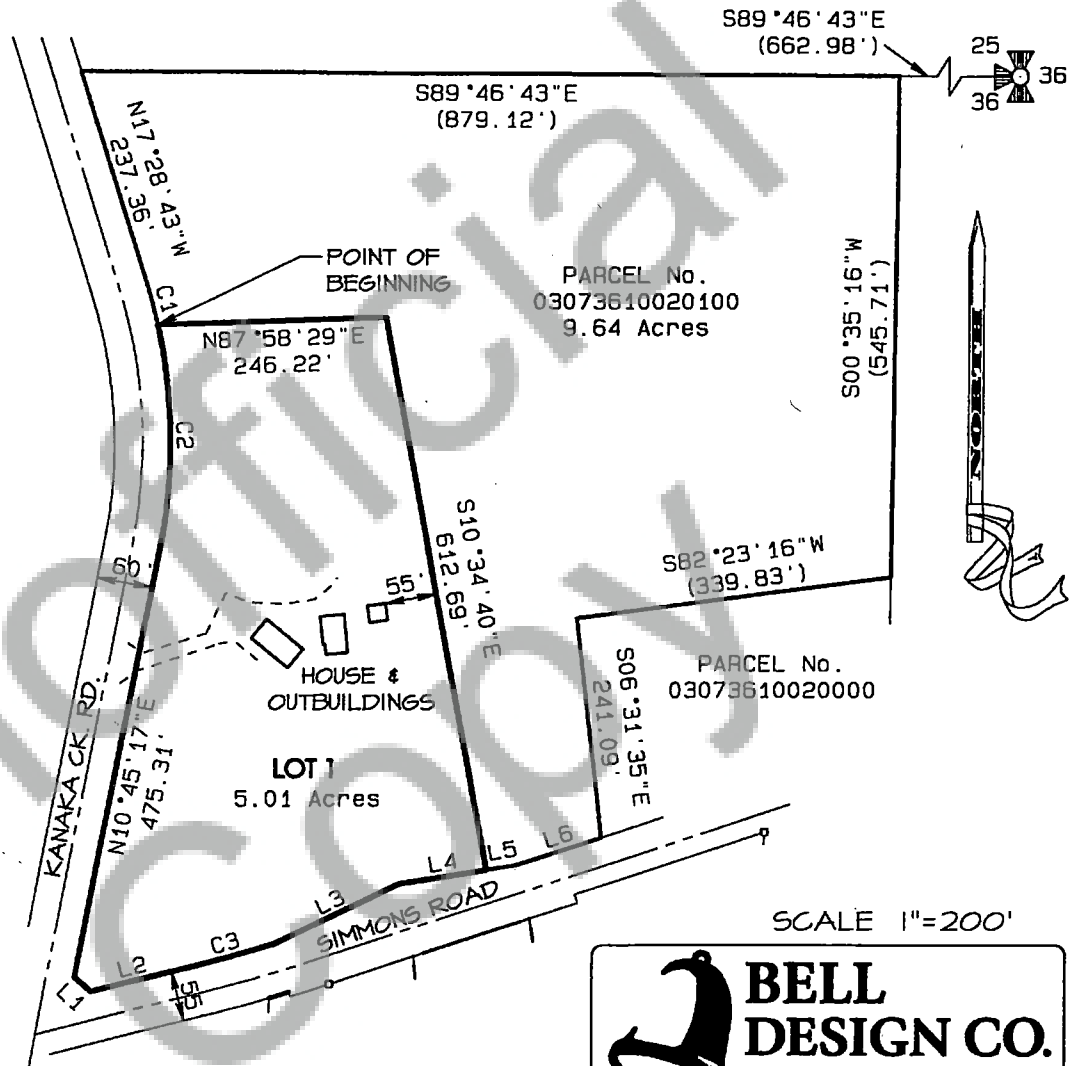 S89°46'43"E
(662.98')
25
36
36
S89°46'43"E
(879.12')
N17°28'43"W
237.36'
C1
POINT OF
BEGINNING
PARCEL No.
03073610020100
9.64 Acres
S00°35'16"W
(545.71')
N87°58'29"E
246.22'
C2
S10°34'40"E
612.69'
S82°23'16"W
(339.83')
60'
55'
HOUSE &
OUTBUILDINGS
PARCEL No.
03073610020000
S06°31'35"E
241.09'
KANAKA CK. RD.
N10°45'17"E
475.31'
LOT 1
5.01 Acres
L1
L2
C3
L3
L4
L5
L6
SIMMONS ROAD
55'
SCALE 1"=200'
BELL
DESIGN CO.
Unofficial
Copy